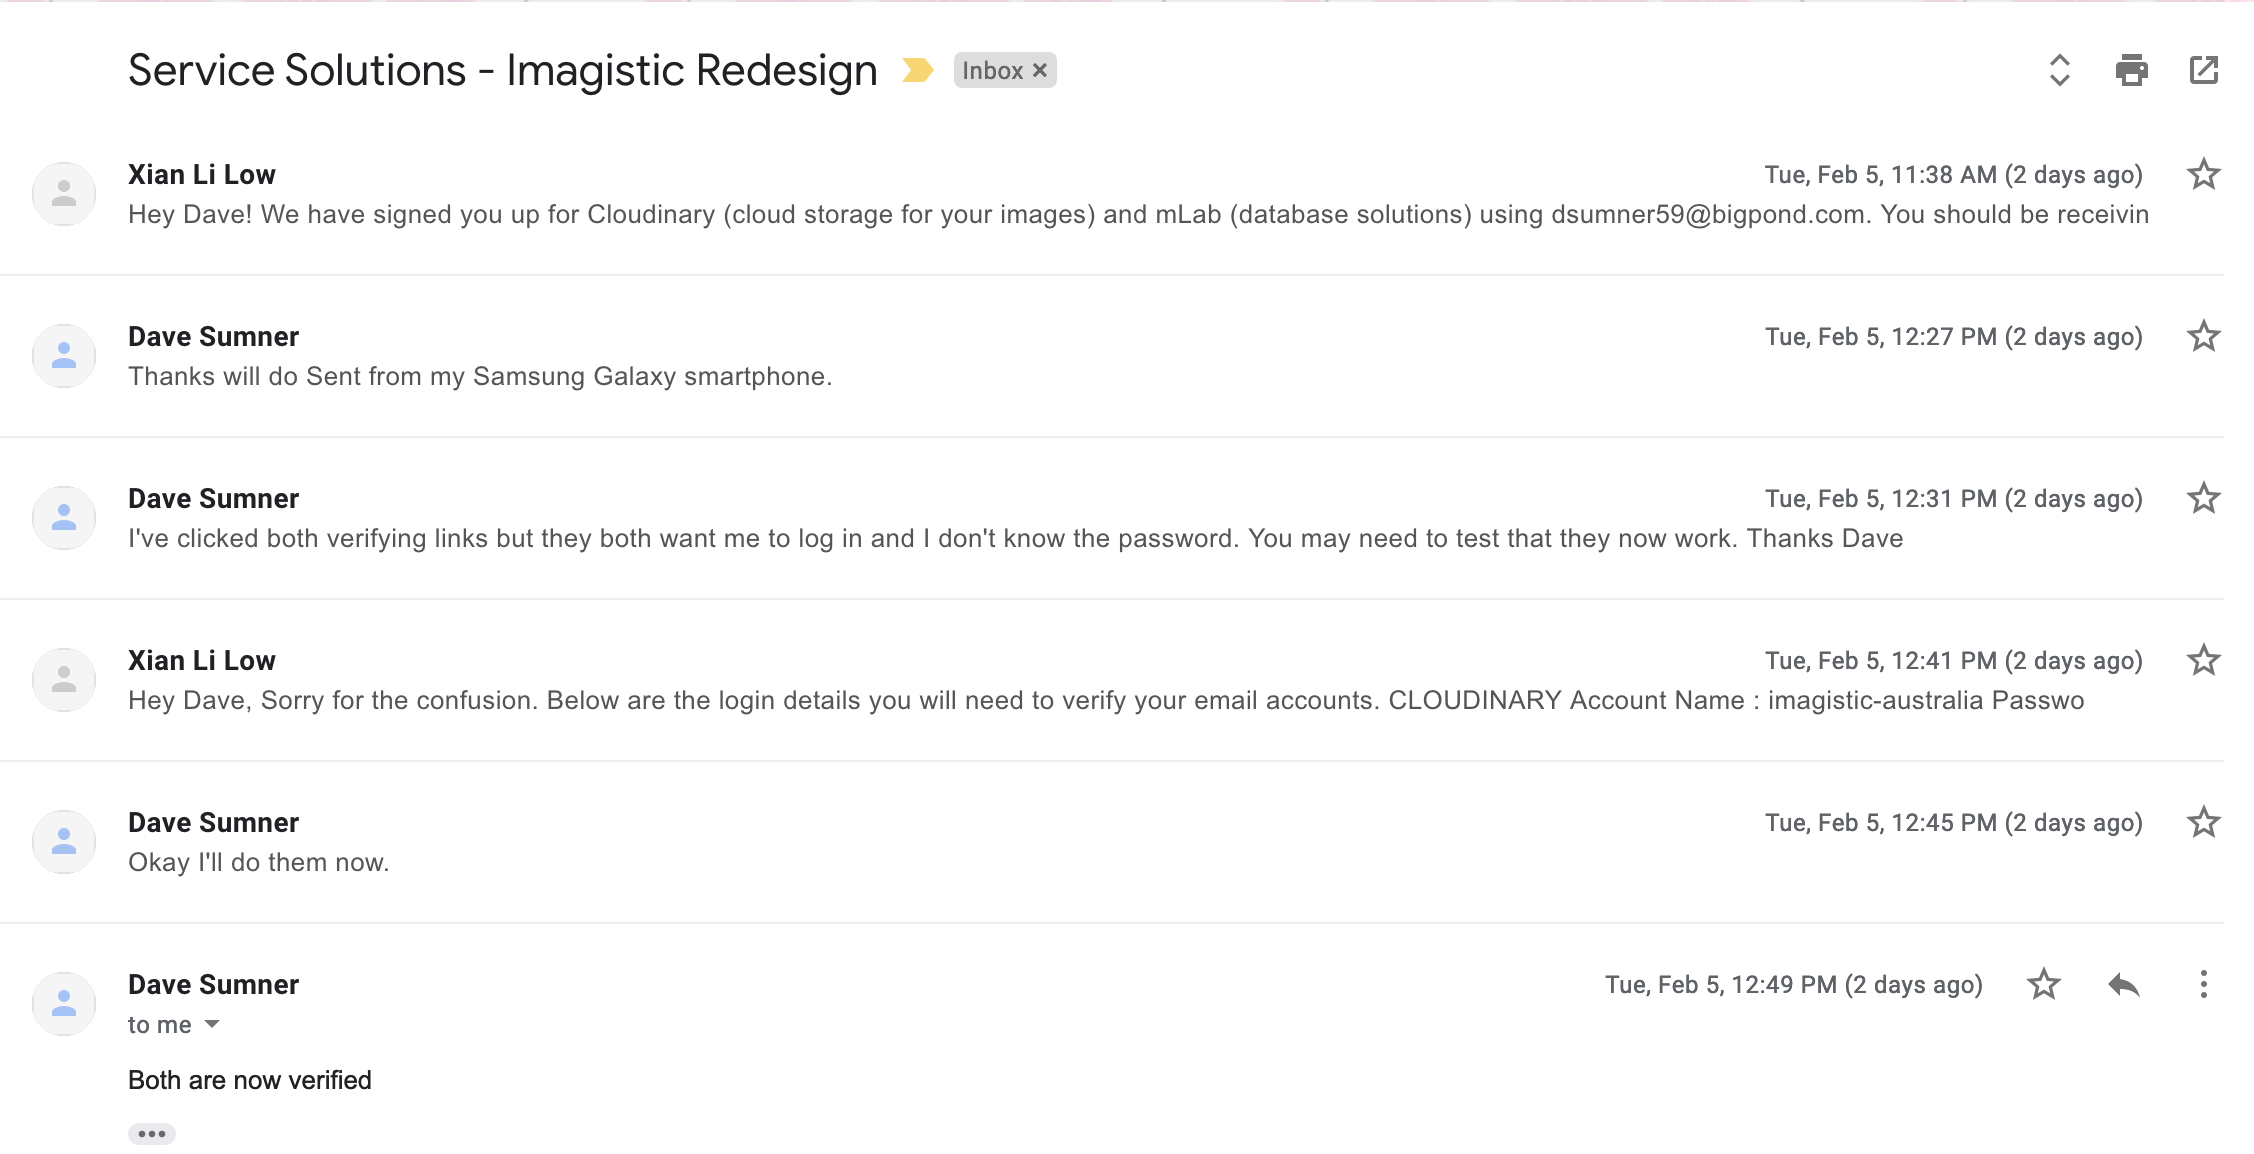 Service Solutions - Imagistic Redesign Inbox ×
Xian Li Low Tue, Feb 5, 11:38 AM (2 days ago)
Hey Dave! We have signed you up for Cloudinary (cloud storage for your images) and mLab (database solutions) using dsumner59@bigpond.com. You should be receivin
Dave Sumner Tue, Feb 5, 12:27 PM (2 days ago)
Thanks will do Sent from my Samsung Galaxy smartphone.
Dave Sumner Tue, Feb 5, 12:31 PM (2 days ago)
I've clicked both verifying links but they both want me to log in and I don't know the password. You may need to test that they now work. Thanks Dave
Xian Li Low Tue, Feb 5, 12:41 PM (2 days ago)
Hey Dave, Sorry for the confusion. Below are the login details you will need to verify your email accounts. CLOUDINARY Account Name : imagistic-australia Passwo
Dave Sumner Tue, Feb 5, 12:45 PM (2 days ago)
Okay I'll do them now.
Dave Sumner Tue, Feb 5, 12:49 PM (2 days ago)
to me
Both are now verified